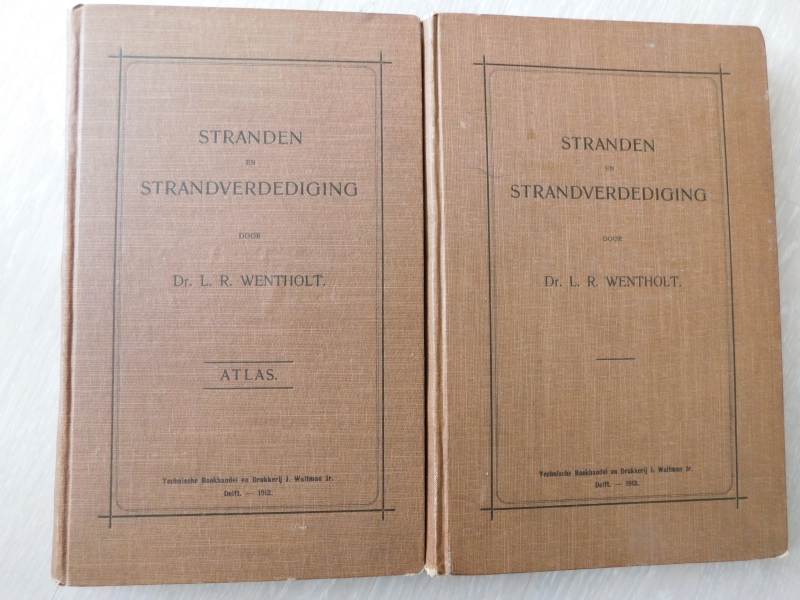 STRANDEN
EN
STRANDVERDEDIGING
DOOR
Dr. L. R. WENTHOLT.
ATLAS.
Technische Boekhandel en Drukkerij J. Waltman Jr.
Delft. — 1912.
STRANDEN
EN
STRANDVERDEDIGING
DOOR
Dr. L. R. WENTHOLT.
Technische Boekhandel en Drukkerij J. Waltman Jr.
Delft. — 1912.